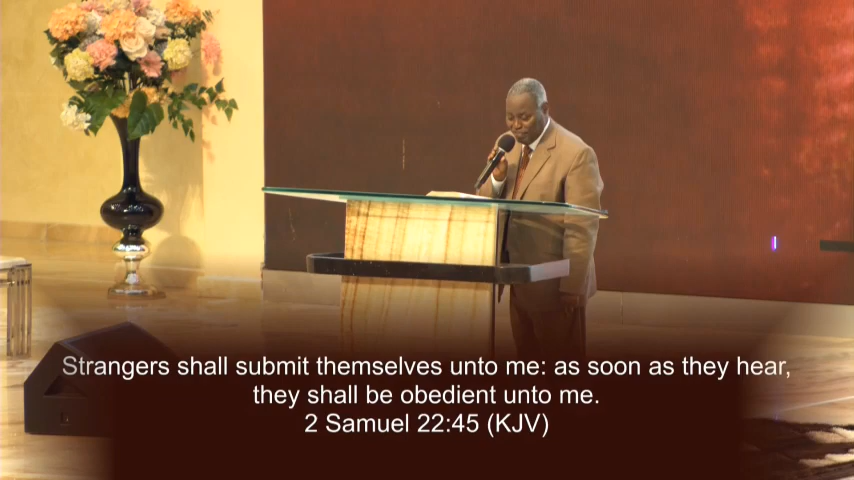 Strangers shall submit themselves unto me: as soon as they hear,
they shall be obedient unto me.
2 Samuel 22:45 (KJV)